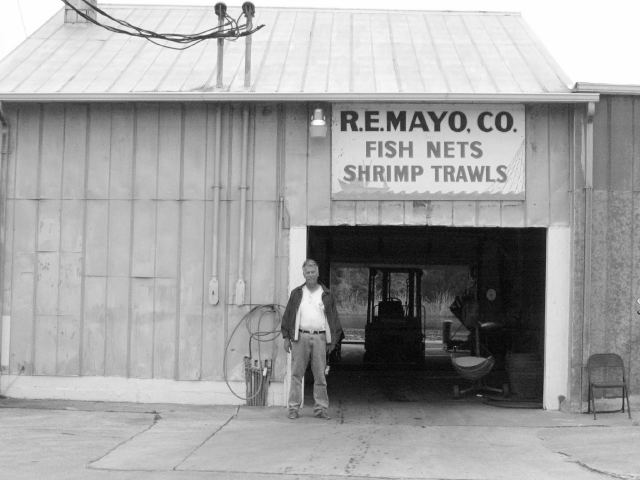 R.E.MAYO, CO.
FISH NETS
SHRIMP TRAWLS